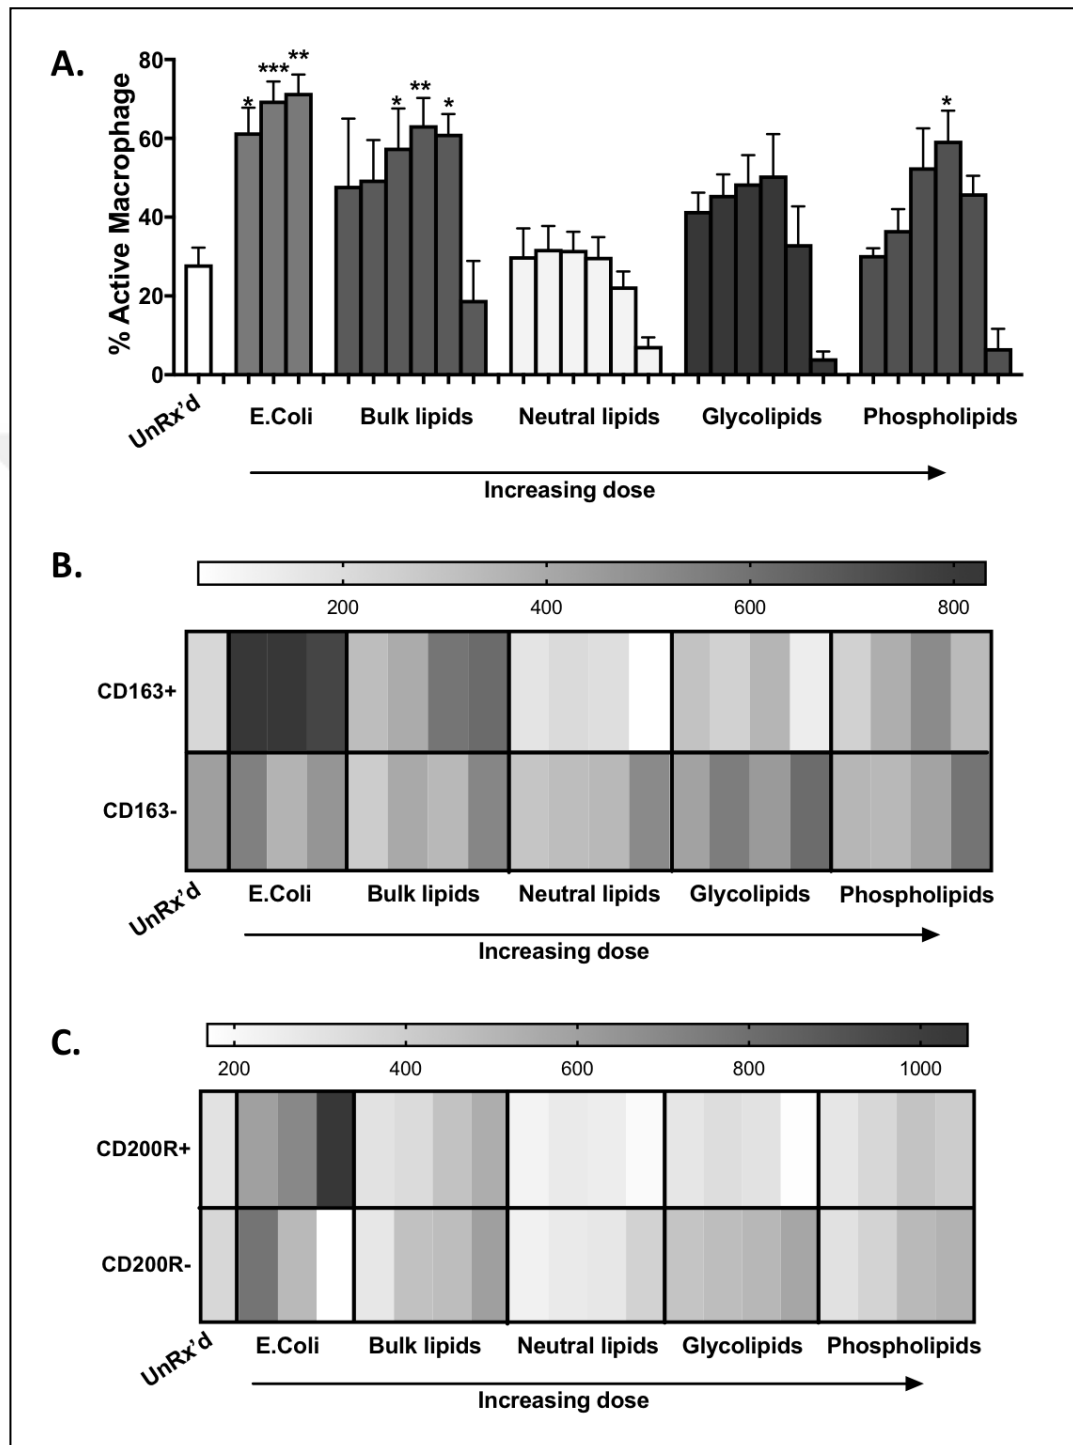 A.
% Active Macrophage
80
60
40
20
0
* *** **
* ** *
*
UnRx'd E.Coli Bulk lipids Neutral lipids Glycolipids Phospholipids
Increasing dose
B.
200 400 600 800
CD163+
CD163-
UnRx'd E.Coli Bulk lipids Neutral lipids Glycolipids Phospholipids
Increasing dose
C.
200 400 600 800 1000
CD200R+
CD200R-
UnRx'd E.Coli Bulk lipids Neutral lipids Glycolipids Phospholipids
Increasing dose